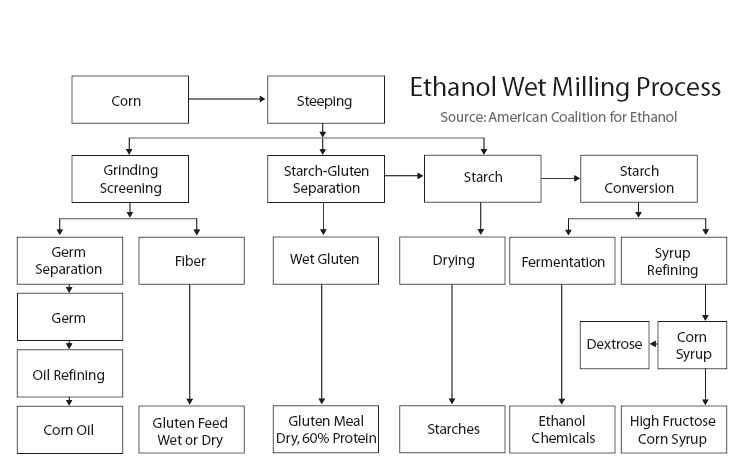 Ethanol Wet Milling Process
Source: American Coalition for Ethanol
Corn
Steeping
Grinding
Screening
Starch-Gluten
Separation
Starch
Starch
Conversion
Germ
Separation
Fiber
Wet Gluten
Drying
Fermentation
Syrup
Refining
Germ
Dextrose
Corn
Syrup
Oil Refining
Corn Oil
Gluten Feed
Wet or Dry
Gluten Meal
Dry, 60% Protein
Starches
Ethanol
Chemicals
High Fructose
Corn Syrup